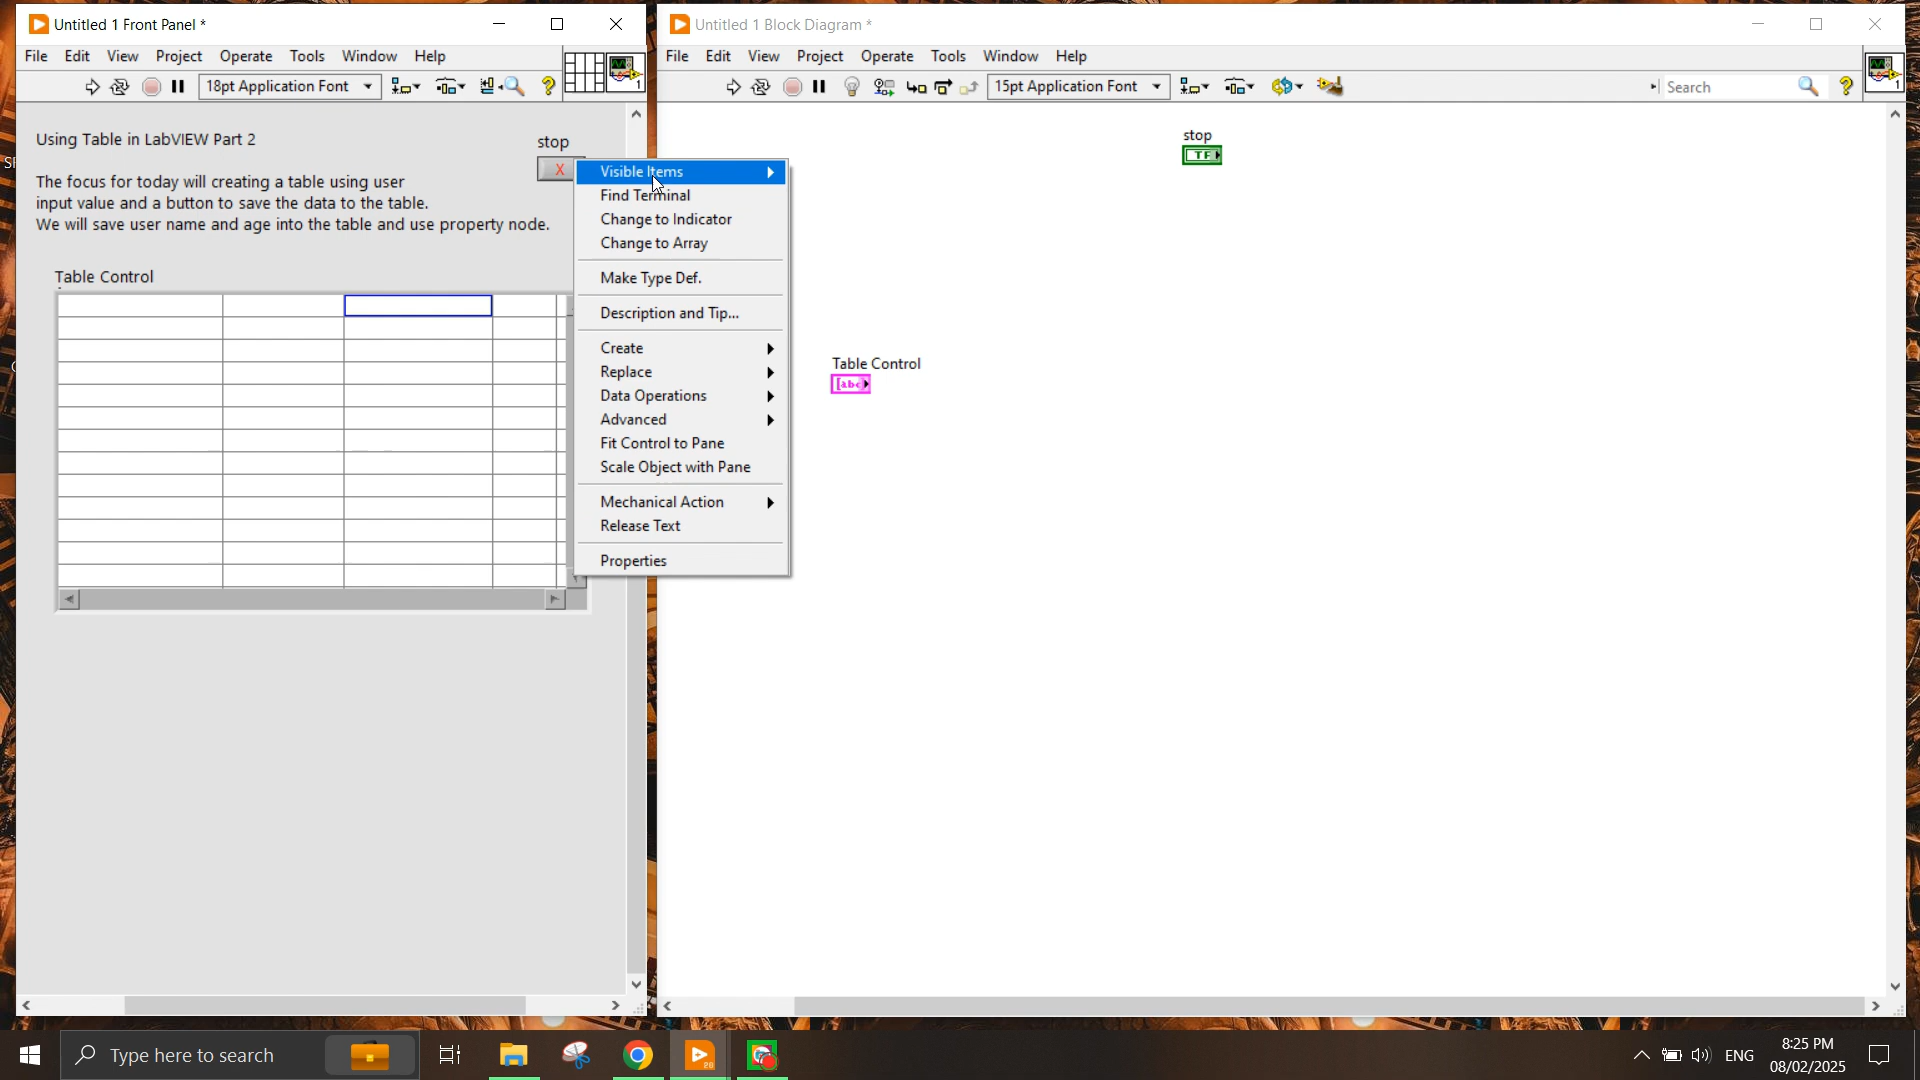 Untitled 1 Front Panel *
File Edit View Project Operate Tools Window Help
18pt Application Font
1
Using Table in LabVIEW Part 2
stop
X
The focus for today will creating a table using user
input value and a button to save the data to the table.
We will save user name and age into the table and use property node.
Table Control
Visible Items
Find Terminal
Change to Indicator
Change to Array
Make Type Def.
Description and Tip...
Create
Replace
Data Operations
Advanced
Fit Control to Pane
Scale Object with Pane
Mechanical Action
Release Text
Properties
Untitled 1 Block Diagram *
File Edit View Project Operate Tools Window Help
15pt Application Font
Search
1
stop
TF
Table Control
[abc
Type here to search
ENG
8:25 PM
08/02/2025